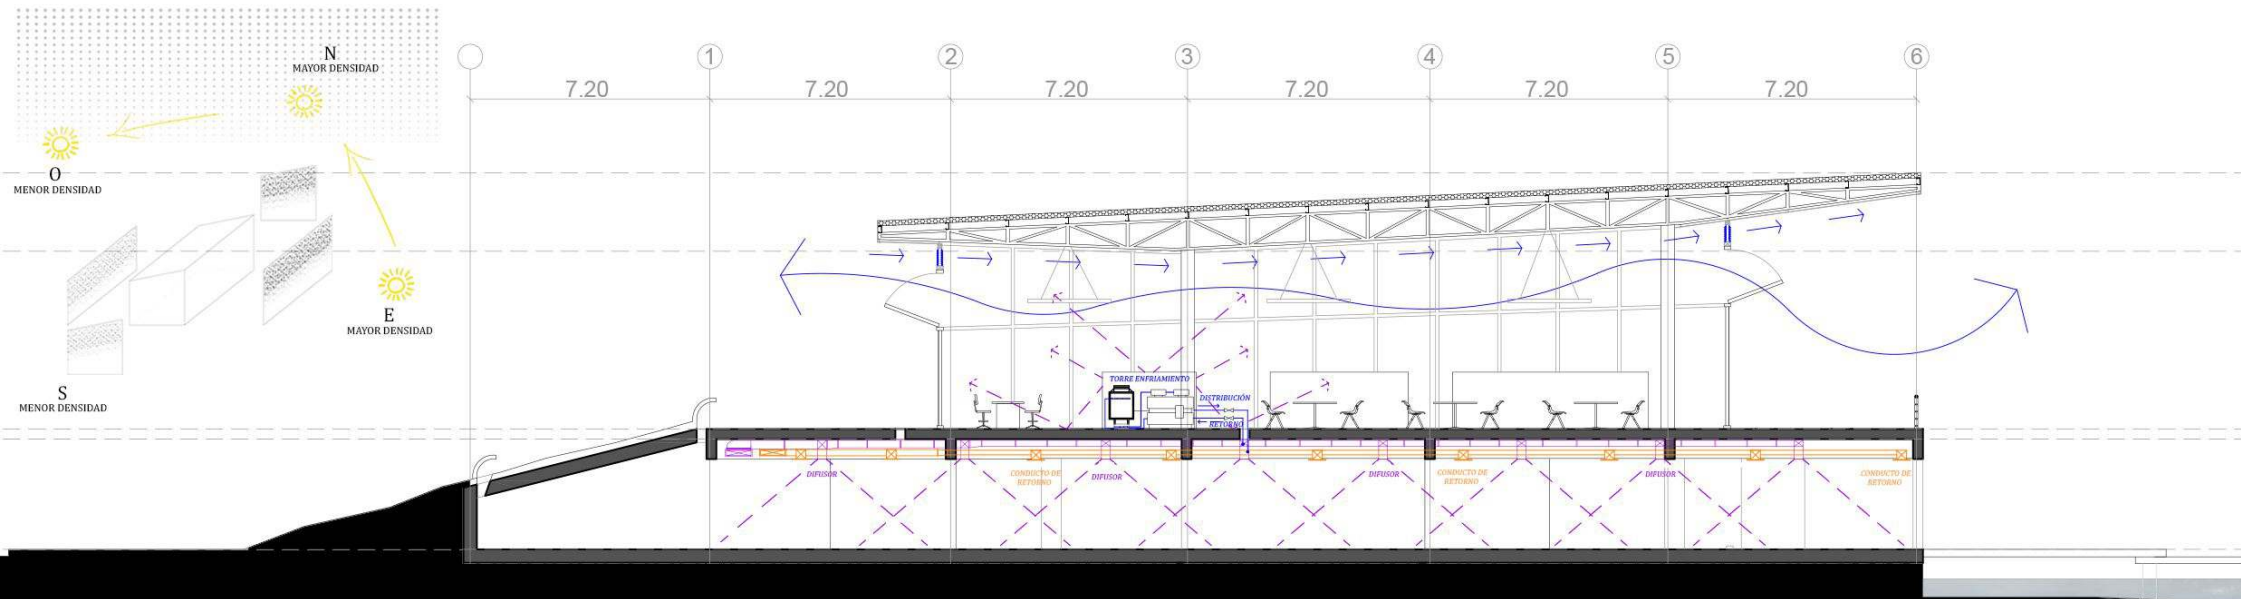 N
MAYOR DENSIDAD
O
MENOR DENSIDAD
E
MAYOR DENSIDAD
S
MENOR DENSIDAD
1
2
3
4
5
6
7.20
7.20
7.20
7.20
7.20
7.20
TORRE ENFRIAMIENTO
DISTRIBUCIÓN
RETORNO
DIFUSOR
CONDUCTO DE
RETORNO
DIFUSOR
DIFUSOR
CONDUCTO DE
RETORNO
DIFUSOR
CONDUCTO DE
RETORNO